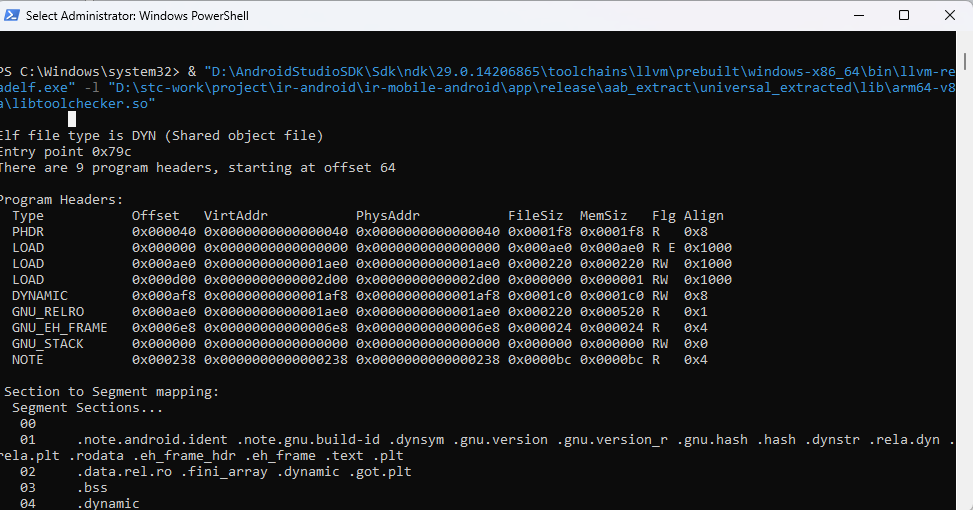 Select Administrator: Windows PowerShell
PS C:\Windows\system32> & "D:\AndroidStudioSDK\Sdk\ndk\29.0.14206865\toolchains\llvm\prebuilt\windows-x86_64\bin\llvm-re
adelf.exe" -l "D:\stc-work\project\ir-android\ir-mobile-android\app\release\aab_extract\universal_extracted\lib\arm64-v8
a\libtoolchecker.so"
Elf file type is DYN (Shared object file)
Entry point 0x79c
There are 9 program headers, starting at offset 64
Program Headers:
Type Offset VirtAddr PhysAddr FileSiz MemSiz Flg Align
PHDR 0x000040 0x0000000000000040 0x0000000000000040 0x0001f8 0x0001f8 R 0x8
LOAD 0x000000 0x0000000000000000 0x0000000000000000 0x000ae0 0x000ae0 R E 0x1000
LOAD 0x000ae0 0x0000000000001ae0 0x0000000000001ae0 0x000220 0x000220 RW 0x1000
LOAD 0x000d00 0x0000000000002d00 0x0000000000002d00 0x000000 0x000001 RW 0x1000
DYNAMIC 0x000af8 0x0000000000001af8 0x0000000000001af8 0x0001c0 0x0001c0 RW 0x8
GNU_RELRO 0x000ae0 0x0000000000001ae0 0x0000000000001ae0 0x000220 0x000520 R 0x1
GNU_EH_FRAME 0x0006e8 0x00000000000006e8 0x00000000000006e8 0x000024 0x000024 R 0x4
GNU_STACK 0x000000 0x0000000000000000 0x0000000000000000 0x000000 0x000000 RW 0x0
NOTE 0x000238 0x0000000000000238 0x0000000000000238 0x0000bc 0x0000bc R 0x4
Section to Segment mapping:
Segment Sections...
00
01 .note.android.ident .note.gnu.build-id .dynsym .gnu.version .gnu.version_r .gnu.hash .hash .dynstr .rela.dyn .
rela.plt .rodata .eh_frame_hdr .eh_frame .text .plt
02 .data.rel.ro .fini_array .dynamic .got.plt
03 .bss
04 .dynamic